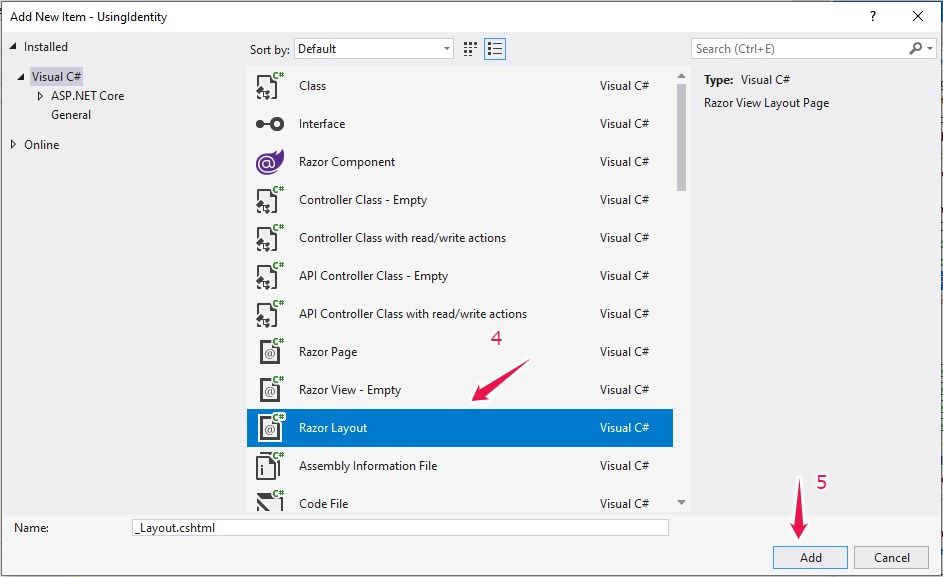 Add New Item - UsingIdentity ?
Installed
Sort by: Default
Search (Ctrl+E)
Visual C#
ASP.NET Core
General
Online
C# Class Visual C#
Interface Visual C#
@ Razor Component Visual C#
C# Controller Class - Empty Visual C#
C# Controller Class with read/write actions Visual C#
C# API Controller Class - Empty Visual C#
C# API Controller Class with read/write actions Visual C#
4
C# @ Razor Page Visual C#
C# @ Razor View - Empty Visual C#
C# @ Razor Layout Visual C#
C# i Assembly Information File Visual C#
C# Code File Visual C#
Type: Visual C#
Razor View Layout Page
5
Name: _Layout.cshtml
Add Cancel